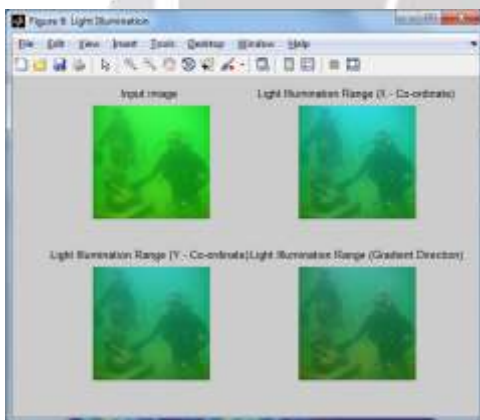 Figure 9: Light Illumination
File Edit View Insert Tools Desktop Window Help
Input image
Light Illumination Range (X - Co-ordinate)
Light Illumination Range (Y - Co-ordinate)
Light Illumination Range (Gradient Direction)